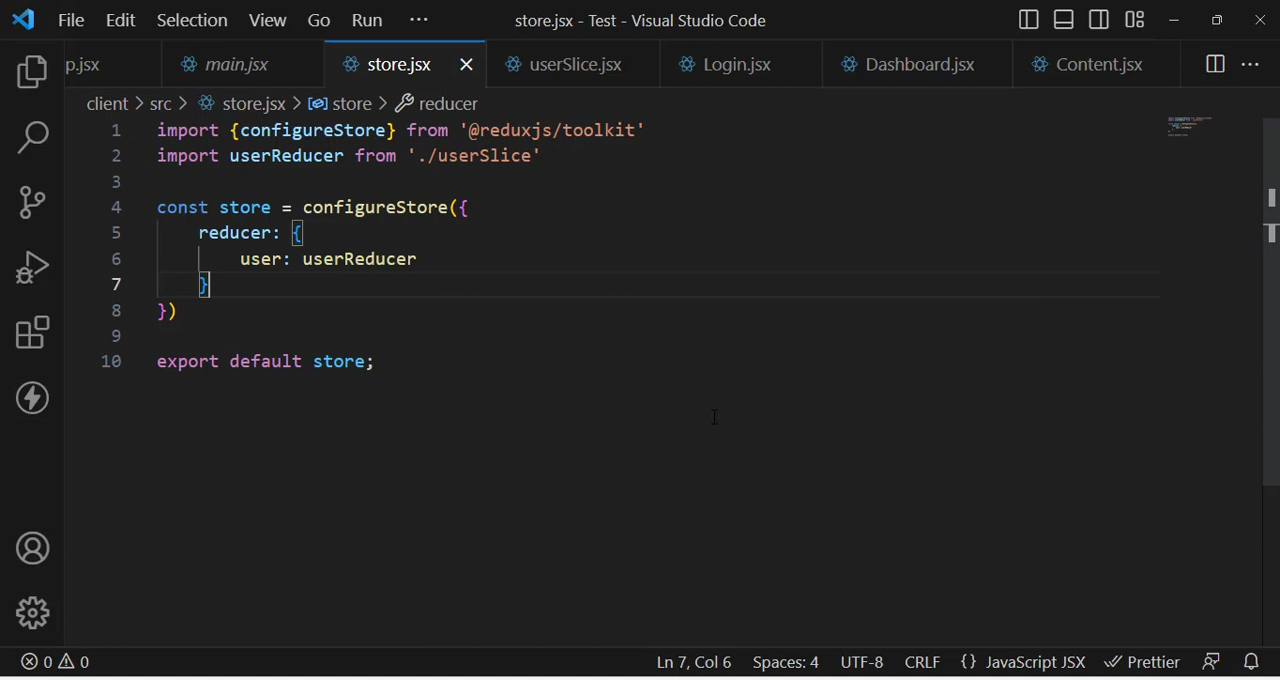 File Edit Selection View Go Run ··· store.jsx - Test - Visual Studio Code
p.jsx main.jsx store.jsx userSlice.jsx Login.jsx Dashboard.jsx Content.jsx
client > src > store.jsx > store > reducer
1 import {configureStore} from '@reduxjs/toolkit'
2 import userReducer from './userSlice'
3
4 const store = configureStore({
5 reducer: {
6 user: userReducer
7 }
8 })
9
10 export default store;
0 0 Ln 7, Col 6 Spaces: 4 UTF-8 CRLF {} JavaScript JSX Prettier